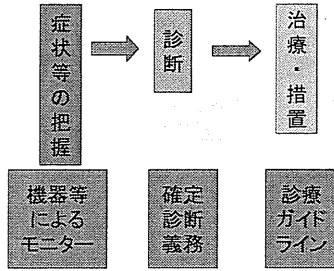 症状等の把握
診断
治療・措置
機器等
による
モニター
確定
診断
義務
診療
ガイド
ライン